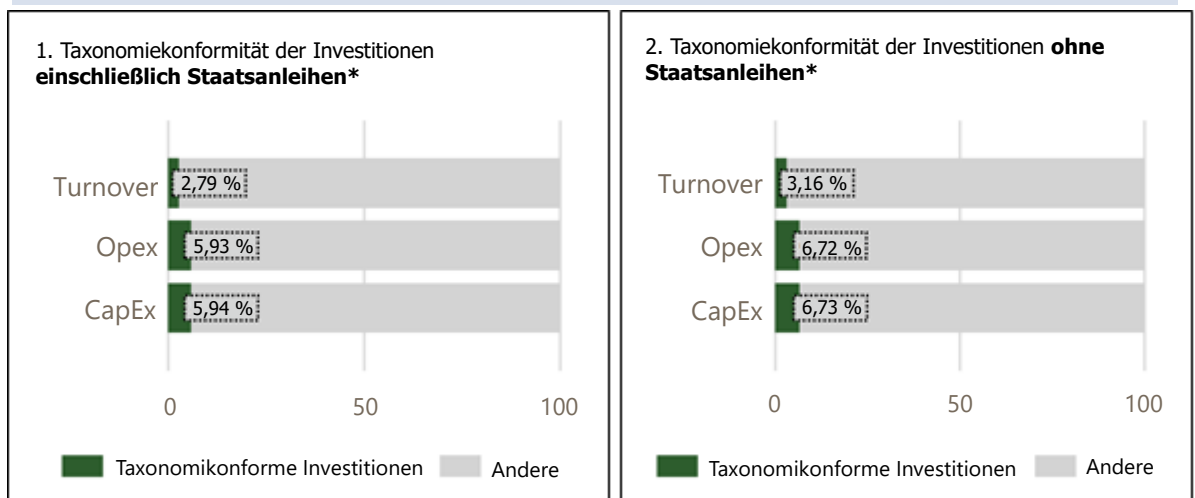 1. Taxonomiekonformität der Investitionen
einschließlich Staatsanleihen*
Turnover 2,79 %
Opex 5,93 %
CapEx 5,94 %
0 50 100
Taxonomikonforme Investitionen Andere
2. Taxonomiekonformität der Investitionen ohne
Staatsanleihen*
Turnover 3,16 %
Opex 6,72 %
CapEx 6,73 %
0 50 100
Taxonomikonforme Investitionen Andere